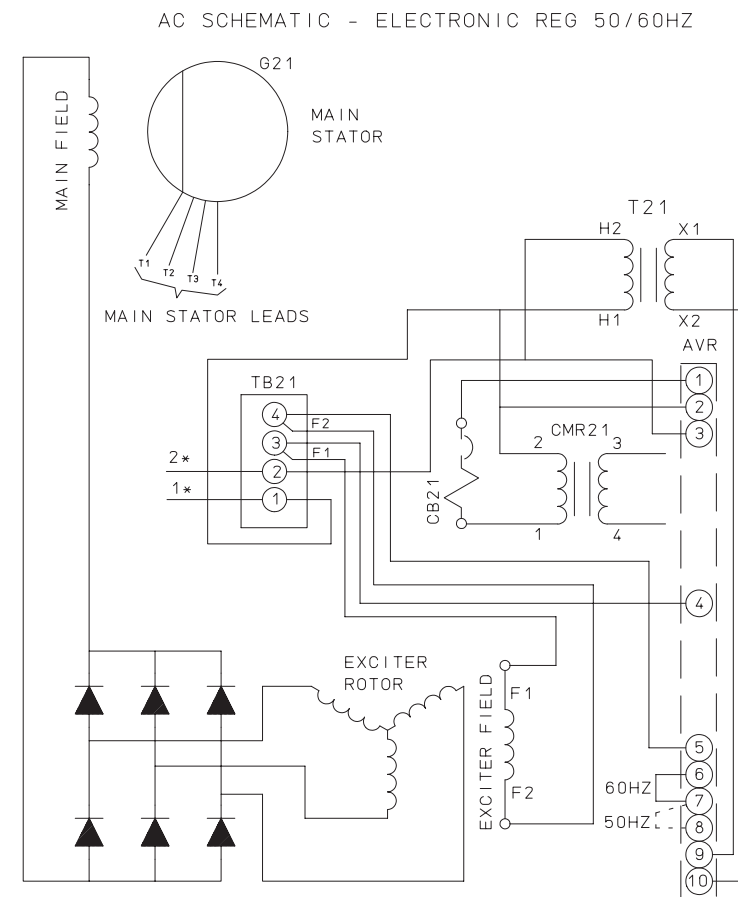 AC SCHEMATIC - ELECTRONIC REG 50/60HZ
G21
MAIN FIELD
MAIN
STATOR
T1
T2
T3
T4
MAIN STATOR LEADS
T21
H2
X1
H1
X2
AVR
TB21
4
F2
3
F1
2*
2
1*
1
1
2
3
CMR21
2
3
1
4
CB21
4
EXCITER
ROTOR
EXCITER FIELD
F1
F2
5
6
60HZ
7
50HZ
8
9
10